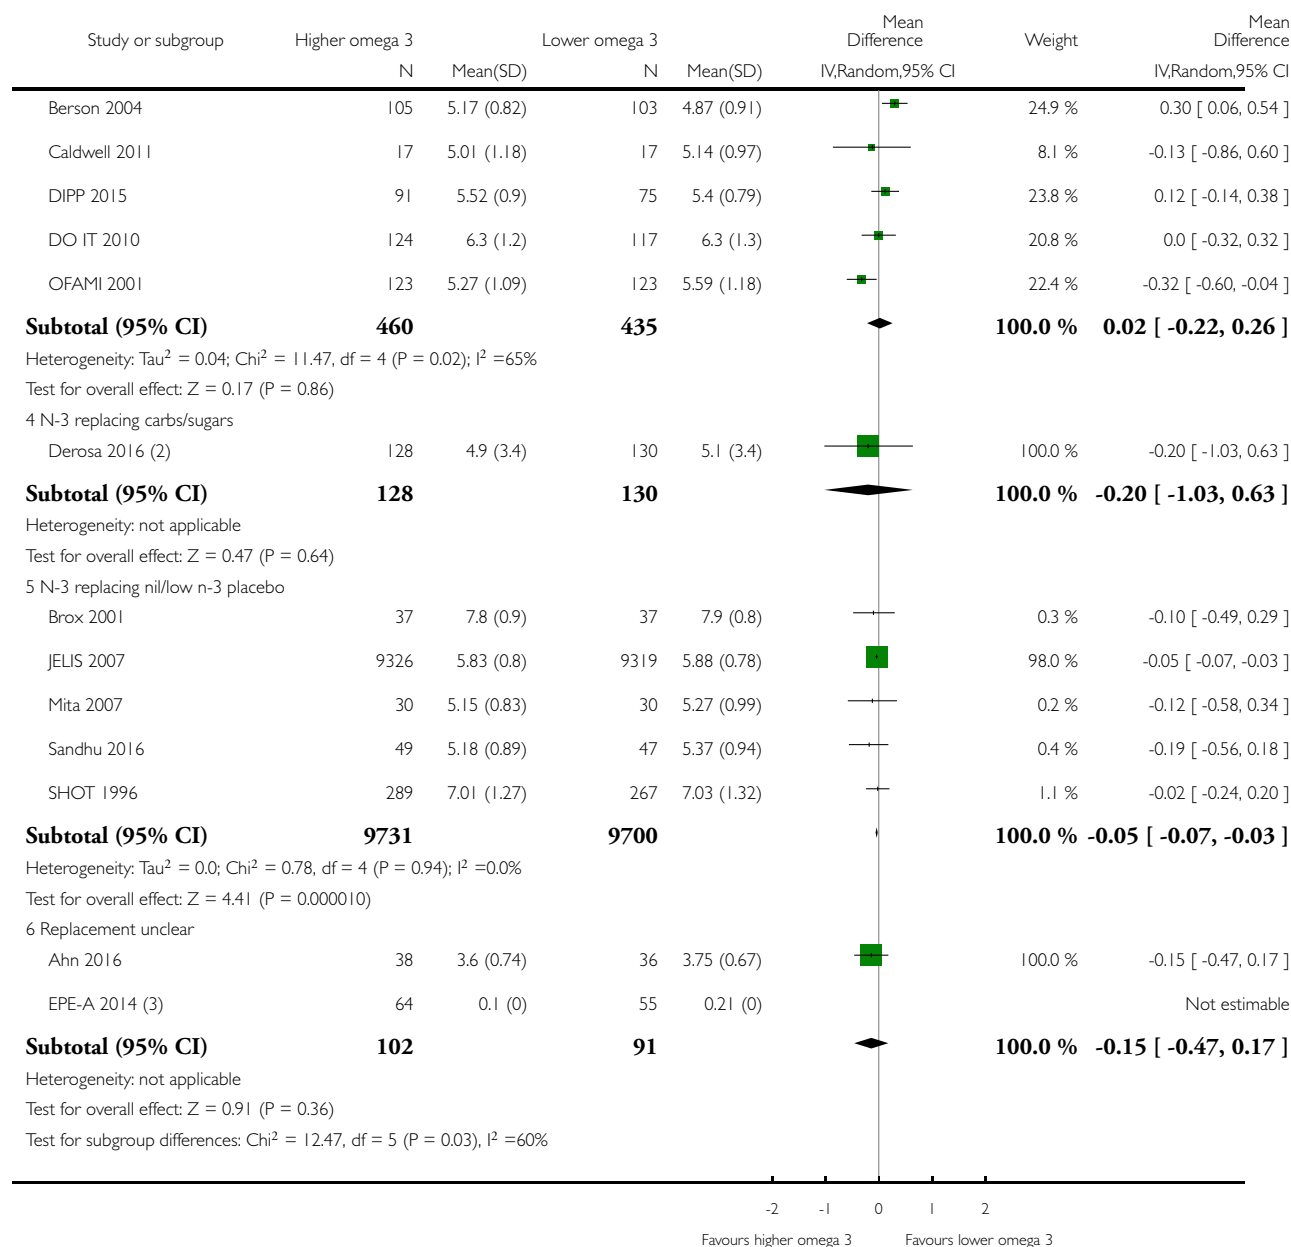 Study or subgroup Higher omega 3 Lower omega 3 Mean Difference Weight Mean Difference
N Mean(SD) N Mean(SD) IV,Random,95% CI IV,Random,95% CI
Berson 2004 105 5.17 (0.82) 103 4.87 (0.91) 24.9 % 0.30 [ 0.06, 0.54 ]
Caldwell 2011 17 5.01 (1.18) 17 5.14 (0.97) 8.1 % -0.13 [ -0.86, 0.60 ]
DIPP 2015 91 5.52 (0.9) 75 5.4 (0.79) 23.8 % 0.12 [ -0.14, 0.38 ]
DO IT 2010 124 6.3 (1.2) 117 6.3 (1.3) 20.8 % 0.0 [ -0.32, 0.32 ]
OFAMI 2001 123 5.27 (1.09) 123 5.59 (1.18) 22.4 % -0.32 [ -0.60, -0.04 ]
Subtotal (95% CI) 460 435 100.0 % 0.02 [ -0.22, 0.26 ]
Heterogeneity: Tau² = 0.04; Chi² = 11.47, df = 4 (P = 0.02); I² =65%
Test for overall effect: Z = 0.17 (P = 0.86)
4 N-3 replacing carbs/sugars
Derosa 2016 (2) 128 4.9 (3.4) 130 5.1 (3.4) 100.0 % -0.20 [ -1.03, 0.63 ]
Subtotal (95% CI) 128 130 100.0 % -0.20 [ -1.03, 0.63 ]
Heterogeneity: not applicable
Test for overall effect: Z = 0.47 (P = 0.64)
5 N-3 replacing nil/low n-3 placebo
Brox 2001 37 7.8 (0.9) 37 7.9 (0.8) 0.3 % -0.10 [ -0.49, 0.29 ]
JELIS 2007 9326 5.83 (0.8) 9319 5.88 (0.78) 98.0 % -0.05 [ -0.07, -0.03 ]
Mita 2007 30 5.15 (0.83) 30 5.27 (0.99) 0.2 % -0.12 [ -0.58, 0.34 ]
Sandhu 2016 49 5.18 (0.89) 47 5.37 (0.94) 0.4 % -0.19 [ -0.56, 0.18 ]
SHOT 1996 289 7.01 (1.27) 267 7.03 (1.32) 1.1 % -0.02 [ -0.24, 0.20 ]
Subtotal (95% CI) 9731 9700 100.0 % -0.05 [ -0.07, -0.03 ]
Heterogeneity: Tau² = 0.0; Chi² = 0.78, df = 4 (P = 0.94); I² =0.0%
Test for overall effect: Z = 4.41 (P = 0.000010)
6 Replacement unclear
Ahn 2016 38 3.6 (0.74) 36 3.75 (0.67) 100.0 % -0.15 [ -0.47, 0.17 ]
EPE-A 2014 (3) 64 0.1 (0) 55 0.21 (0) Not estimable
Subtotal (95% CI) 102 91 100.0 % -0.15 [ -0.47, 0.17 ]
Heterogeneity: not applicable
Test for overall effect: Z = 0.91 (P = 0.36)
Test for subgroup differences: Chi² = 12.47, df = 5 (P = 0.03), I² =60%
-2 -1 0 1 2
Favours higher omega 3 Favours lower omega 3